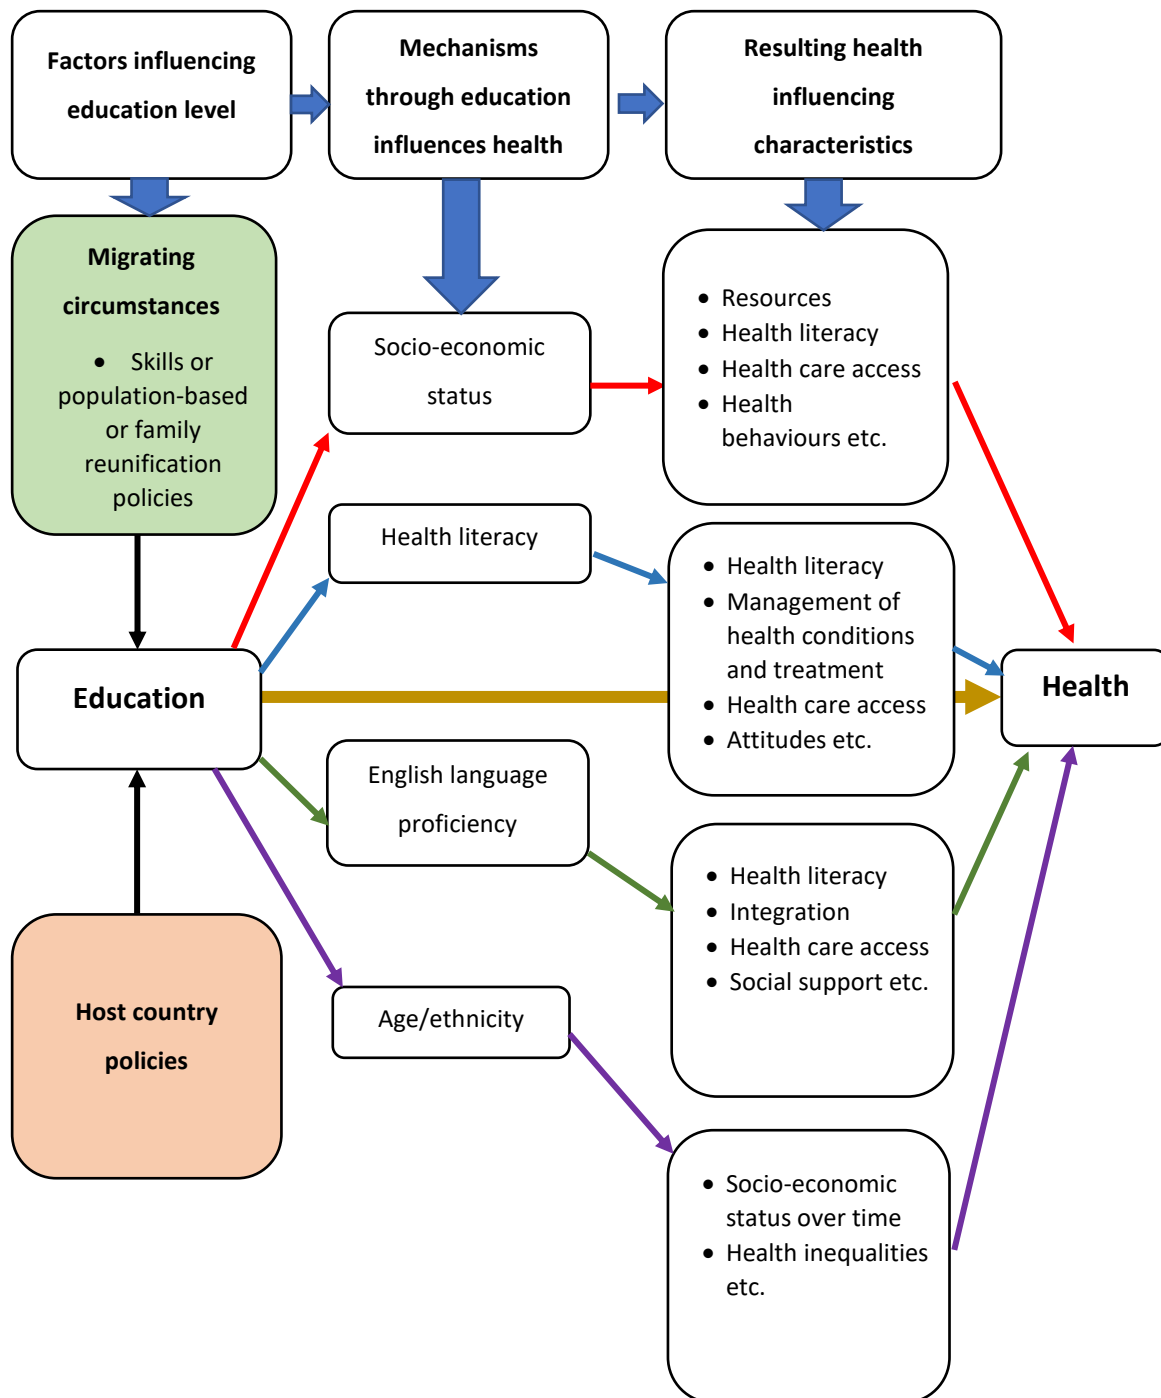 Factors influencing
education level
Mechanisms
through education
influences health
Resulting health
influencing
characteristics
Migrating
circumstances
• Skills or
population-based
or family
reunification
policies
Socio-economic
status
• Resources
• Health literacy
• Health care access
• Health
behaviours etc.
Health literacy
• Health literacy
• Management of
health conditions
and treatment
• Health care access
• Attitudes etc.
Education
Health
English language
proficiency
• Health literacy
• Integration
• Health care access
• Social support etc.
Host country
policies
Age/ethnicity
• Socio-economic
status over time
• Health inequalities
etc.